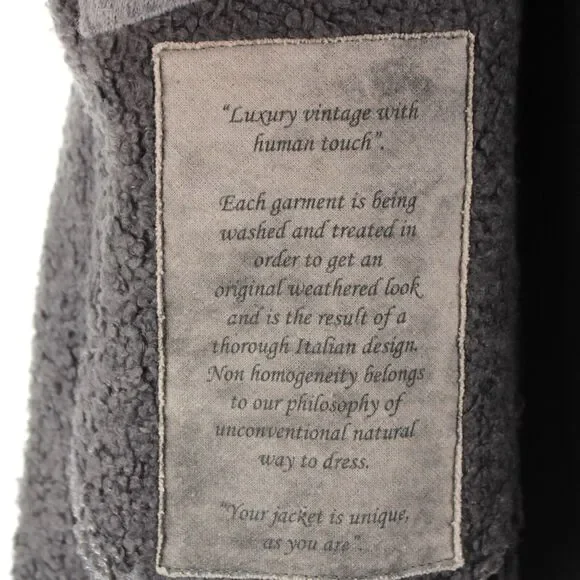 “Luxury vintage with
human touch”.
Each garment is being
washed and treated in
order to get an
original weathered look
and is the result of a
thorough Italian design.
Non homogeneity belongs
to our philosophy of
unconventional natural
way to dress.
“Your jacket is unique,
as you are”.